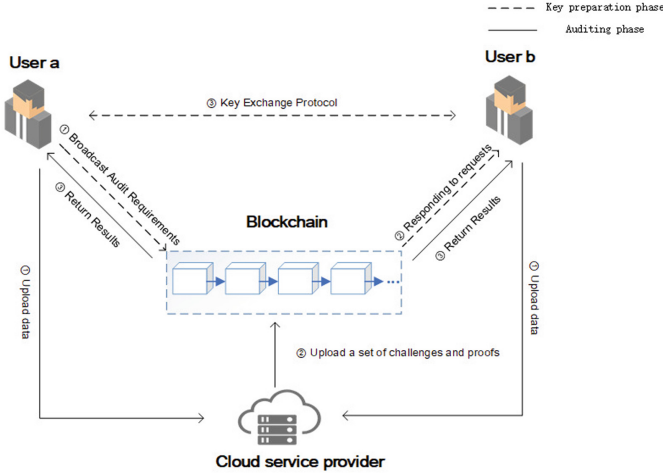 Key preparation phase
Auditing phase
User a
User b
③ Key Exchange Protocol
① Broadcast Audit Requirements
③ Return Results
② Responding to requests
③ Return Results
Blockchain
① Upload data
① Upload data
② Upload a set of challenges and proofs
Cloud service provider